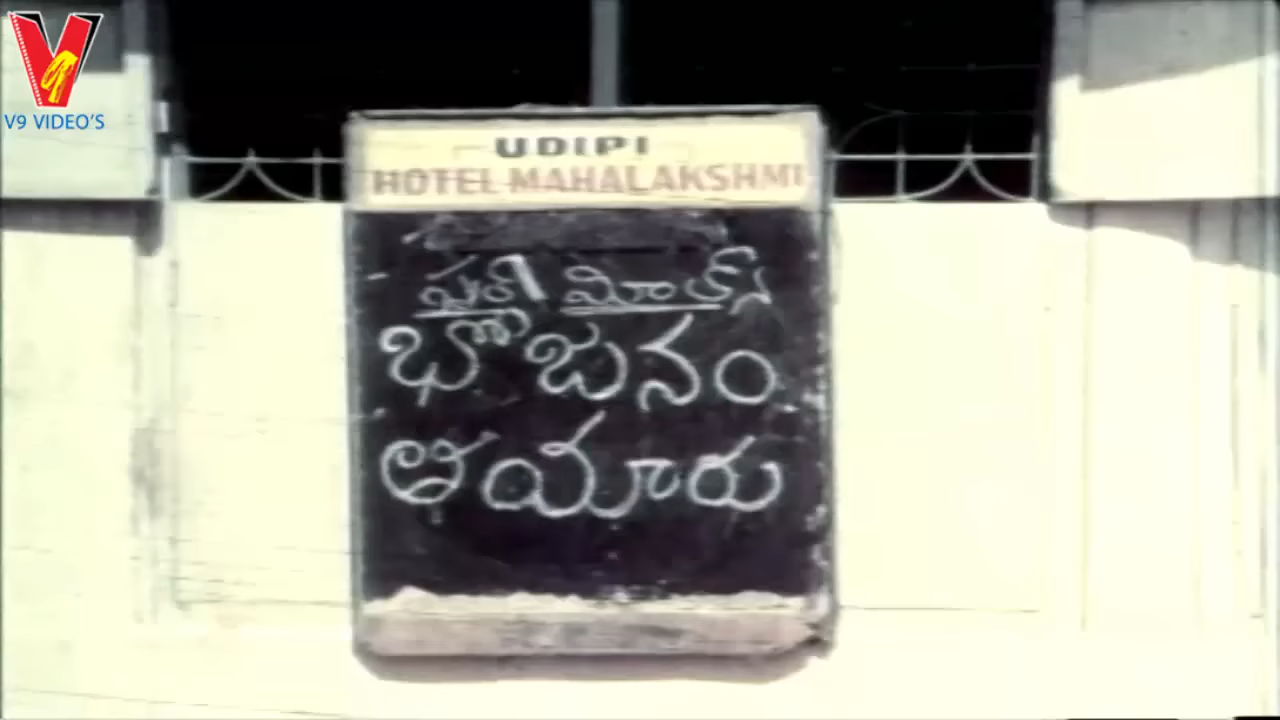 V9 VIDEO'S
UDIPI
HOTEL MAHALAKSHMI
ఫుల్ మీల్స్
భోజనం
తయారు